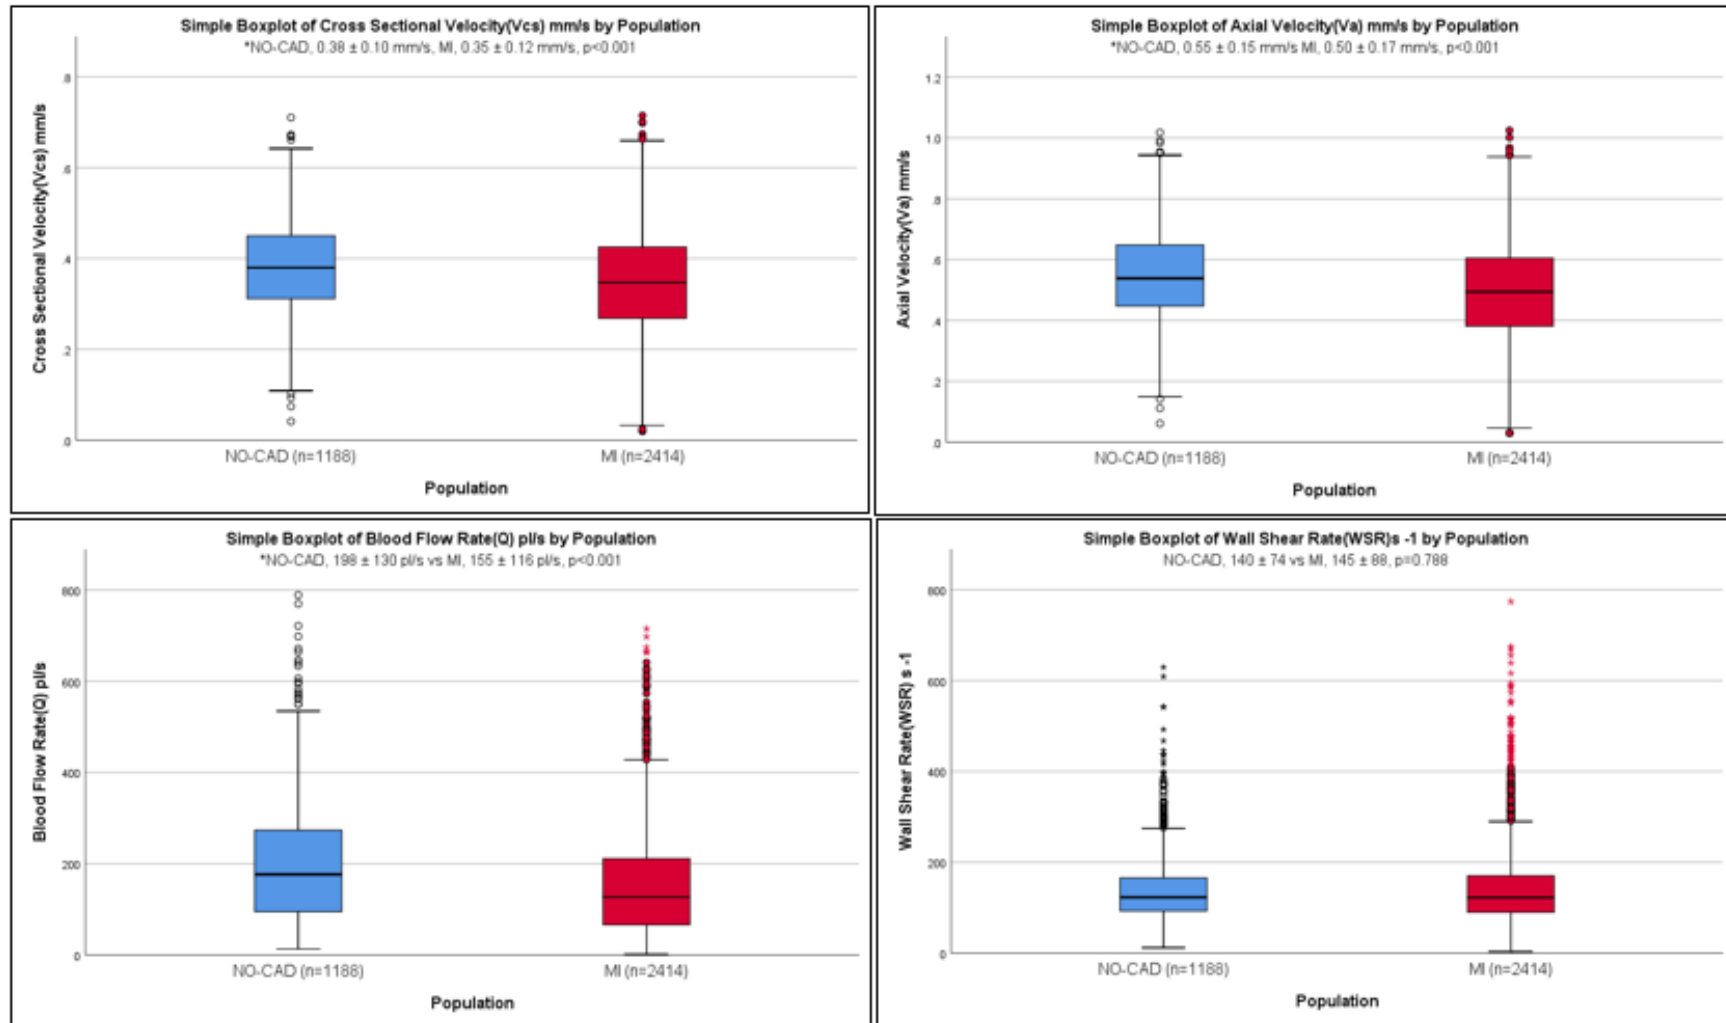 Simple Boxplot of Cross Sectional Velocity(Vcs) mm/s by Population
*NO-CAD, 0.38 ± 0.10 mm/s, MI, 0.35 ± 0.12 mm/s, p<0.001
Cross Sectional Velocity(Vcs) mm/s
.8
.6
.4
.2
.0
NO-CAD (n=1188)
MI (n=2414)
Population
Simple Boxplot of Axial Velocity(Va) mm/s by Population
*NO-CAD, 0.55 ± 0.15 mm/s MI, 0.50 ± 0.17 mm/s, p<0.001
Axial Velocity(Va) mm/s
1.2
1.0
.8
.6
.4
.2
.0
NO-CAD (n=1188)
MI (n=2414)
Population
Simple Boxplot of Blood Flow Rate(Q) pl/s by Population
*NO-CAD, 198 ± 130 pl/s vs MI, 155 ± 116 pl/s, p<0.001
Blood Flow Rate(Q) pl/s
800
600
400
200
0
NO-CAD (n=1188)
MI (n=2414)
Population
Simple Boxplot of Wall Shear Rate(WSR)s -1 by Population
NO-CAD, 140 ± 74 vs MI, 145 ± 88, p=0.788
Wall Shear Rate(WSR) s -1
800
600
400
200
0
NO-CAD (n=1188)
MI (n=2414)
Population